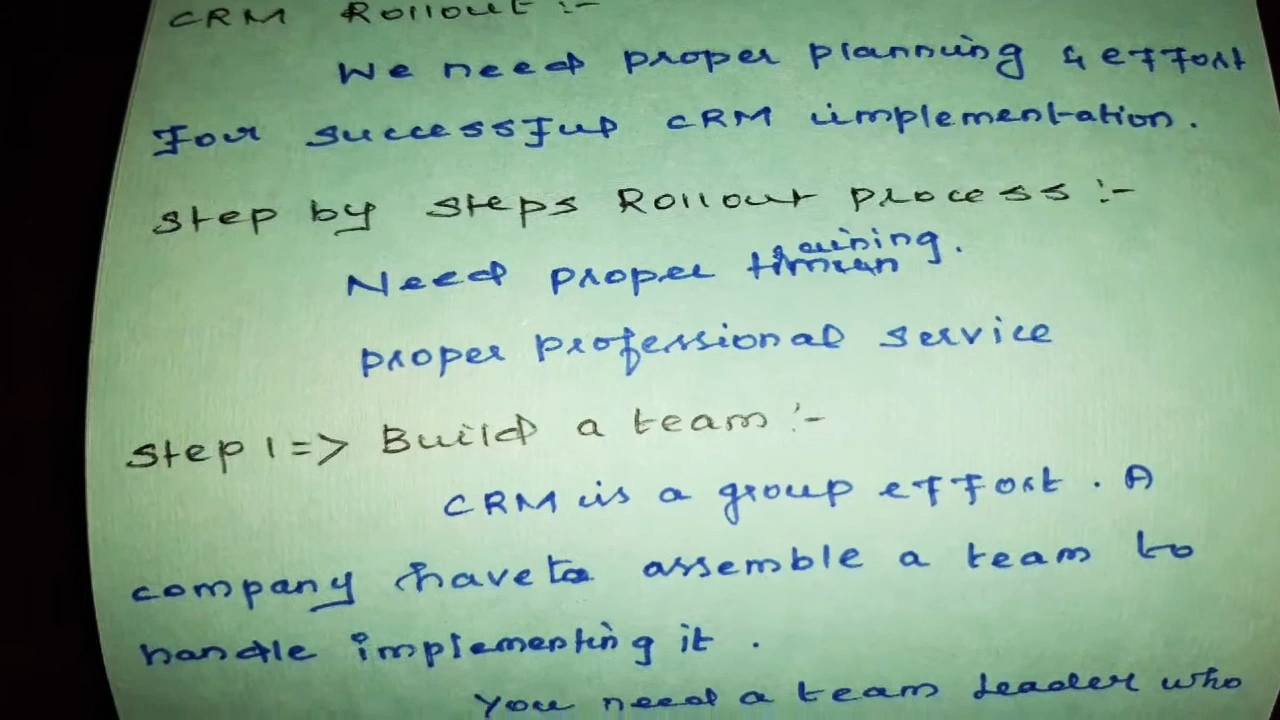 CRM Rollout :-
We need proper planning & effort
for successful CRM implementation.
Step by Steps Rollout process :-
Need proper training.
proper professional service
Step 1 => Build a team :-
CRM is a group effort. A
company have to assemble a team to
handle implementing it.
You need a team leader who